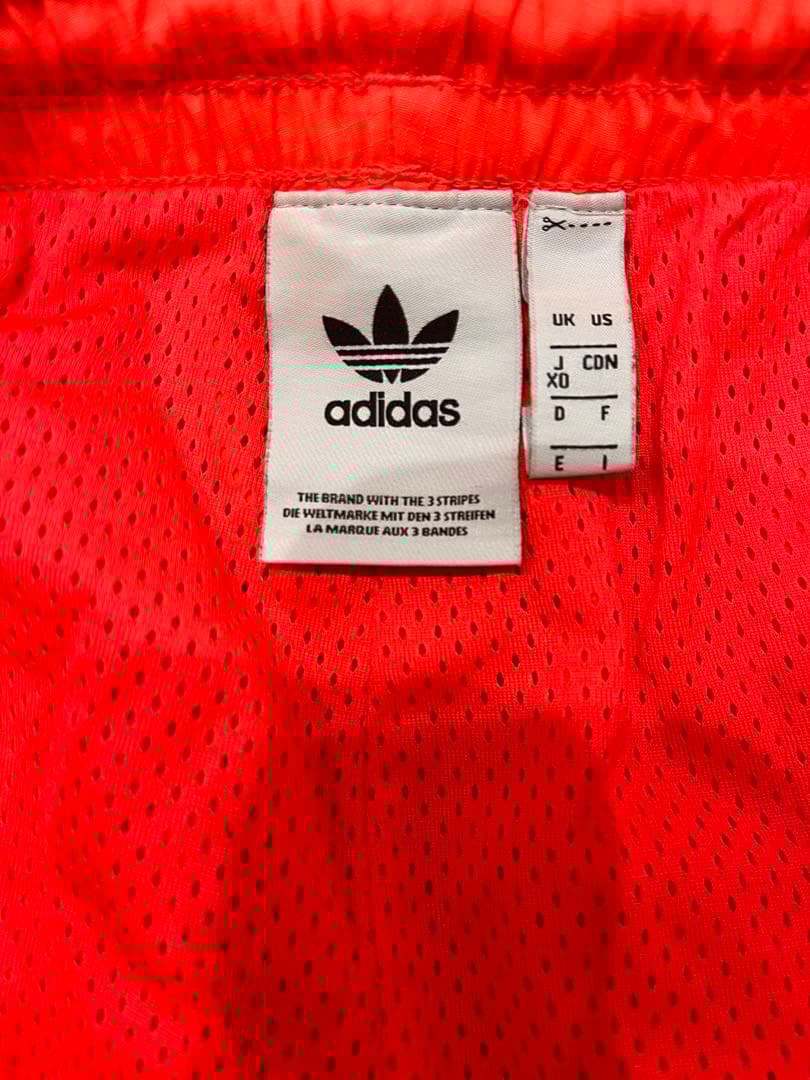 adidas
THE BRAND WITH THE 3 STRIPES
DIE WELTMARKE MIT DEN 3 STREIFEN
LA MARQUE AUX 3 BANDES
UK US
J CDN
XO
D F
E I